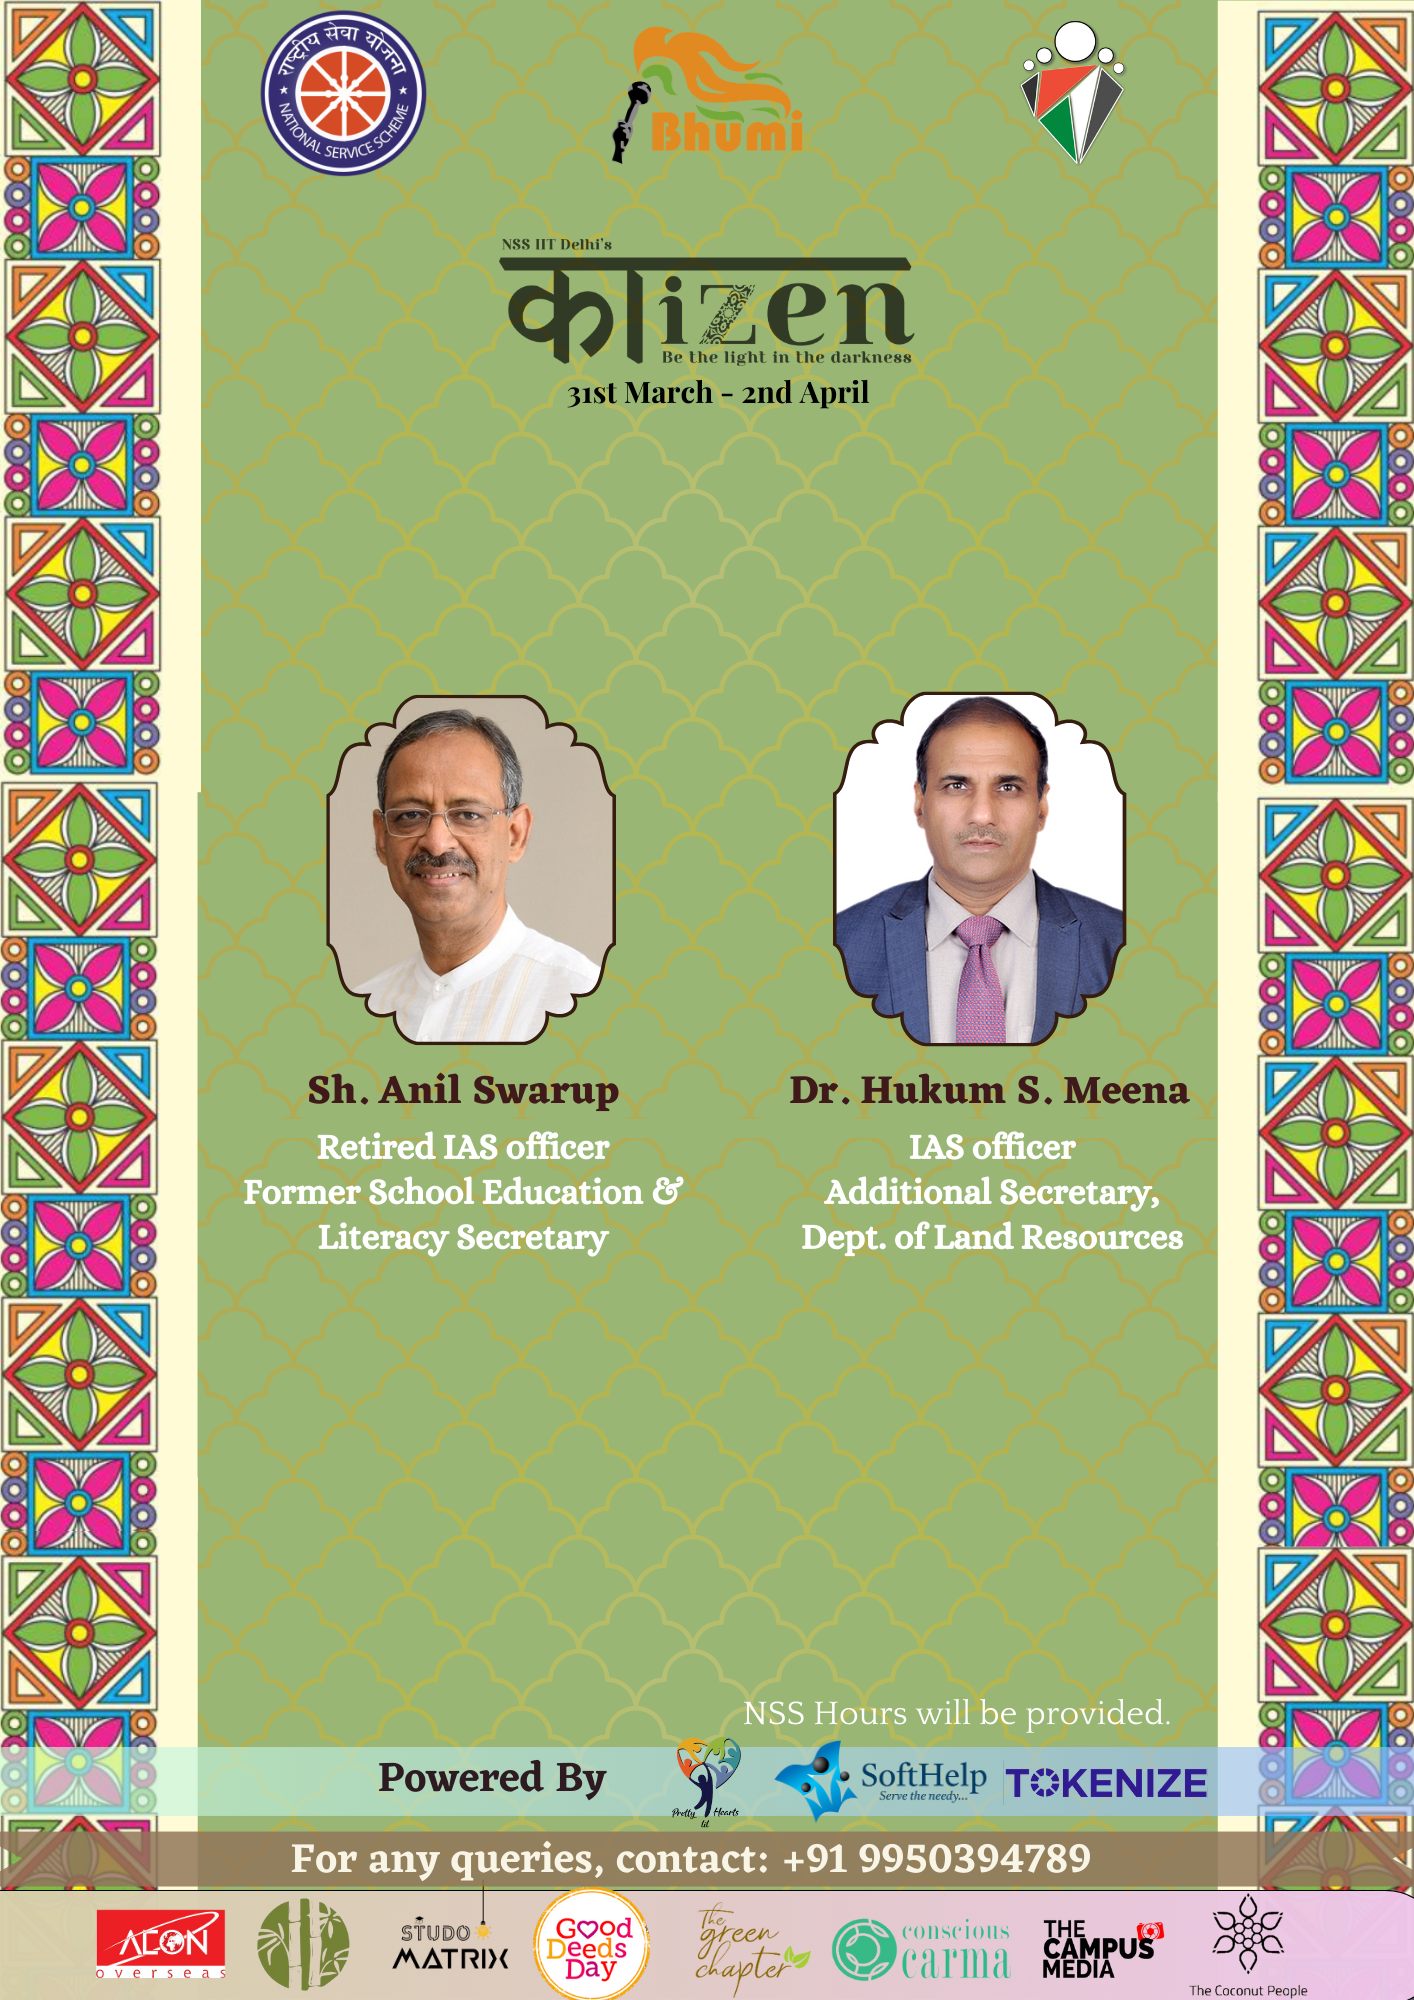 राष्ट्रीय सेवा योजना
NATIONAL SERVICE SCHEME
Bhumi
NSS IIT Delhi's
काizen
Be the light in the darkness
31st March - 2nd April
Sh. Anil Swarup
Retired IAS officer
Former School Education &
Literacy Secretary
Dr. Hukum S. Meena
IAS officer
Additional Secretary,
Dept. of Land Resources
NSS Hours will be provided.
Powered By
Pretty Hearts
lil
SoftHelp
Serve the needy...
TOKENIZE
For any queries, contact: +91 9950394789
AEON
overseas
STUDO
MATRIX
Good
Deeds
Day
The
green
chapter
conscious
carma
THE
CAMPUS
MEDIA
The Coconut People